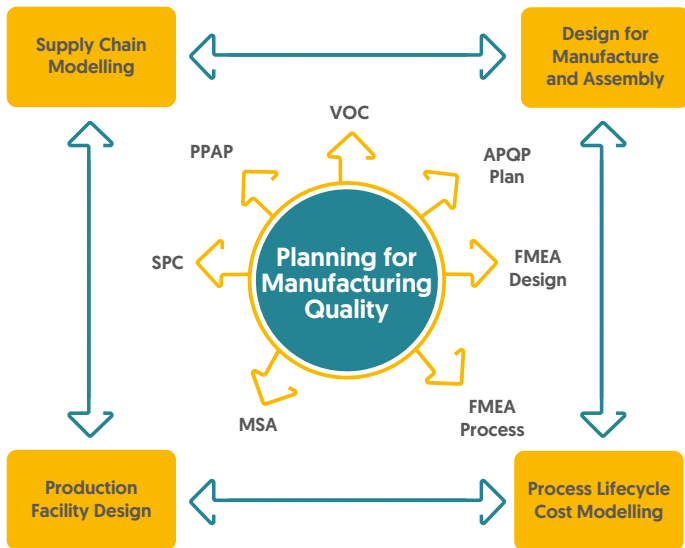 Supply Chain
Modelling
Design for
Manufacture
and Assembly
VOC
PPAP
APQP
Plan
SPC
Planning for
Manufacturing
Quality
FMEA
Design
MSA
FMEA
Process
Production
Facility Design
Process Lifecycle
Cost Modelling